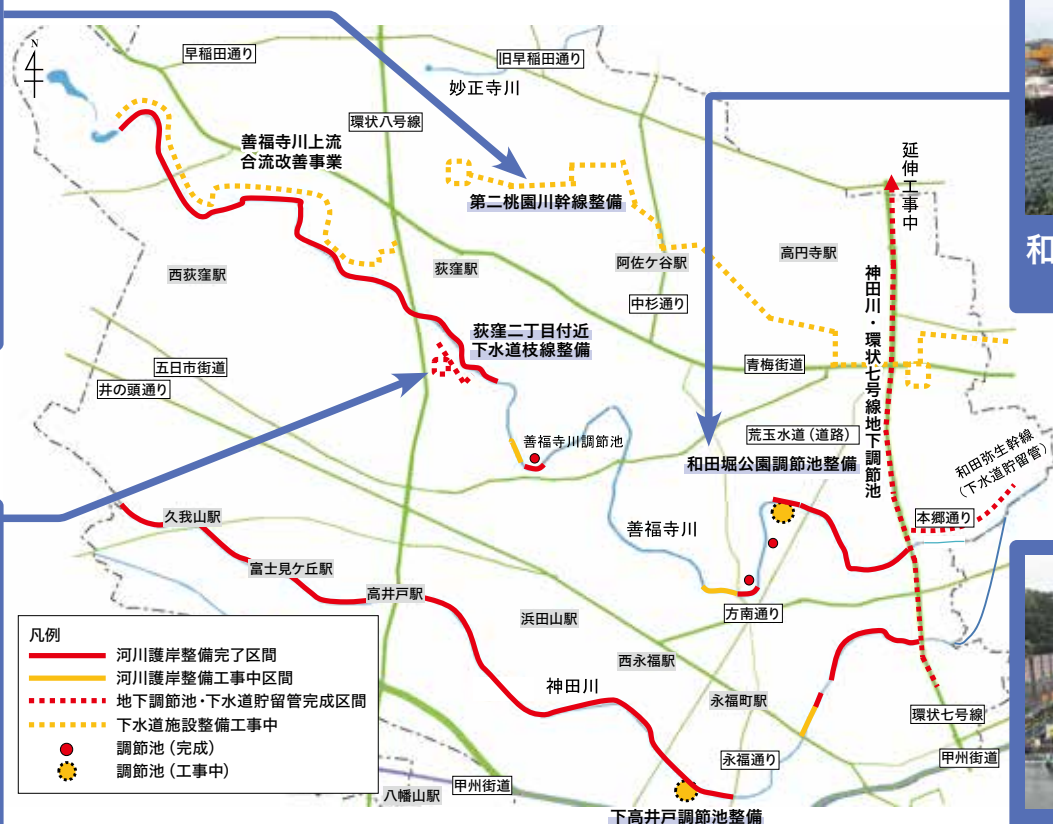 N
早稲田通り
旧早稲田通り
妙正寺川
環状八号線
善福寺川上流
合流改善事業
第二桃園川幹線整備
延伸工事中
和
西荻窪駅
荻窪駅
阿佐ケ谷駅
高円寺駅
中杉通り
神田川・環状七号線地下調節池
荻窪二丁目付近
下水道枝線整備
五日市街道
井の頭通り
青梅街道
善福寺川調節池
荒玉水道(道路)
和田堀公園調節池整備
和田弥生幹線
(下水道貯留管)
本郷通り
久我山駅
善福寺川
富士見ケ丘駅
高井戸駅
浜田山駅
方南通り
西永福駅
神田川
永福町駅
環状七号線
永福通り
甲州街道
凡例
河川護岸整備完了区間
河川護岸整備工事中区間
地下調節池・下水道貯留管完成区間
下水道施設整備工事中
調節池(完成)
調節池(工事中)
八幡山駅
甲州街道
下高井戸調節池整備